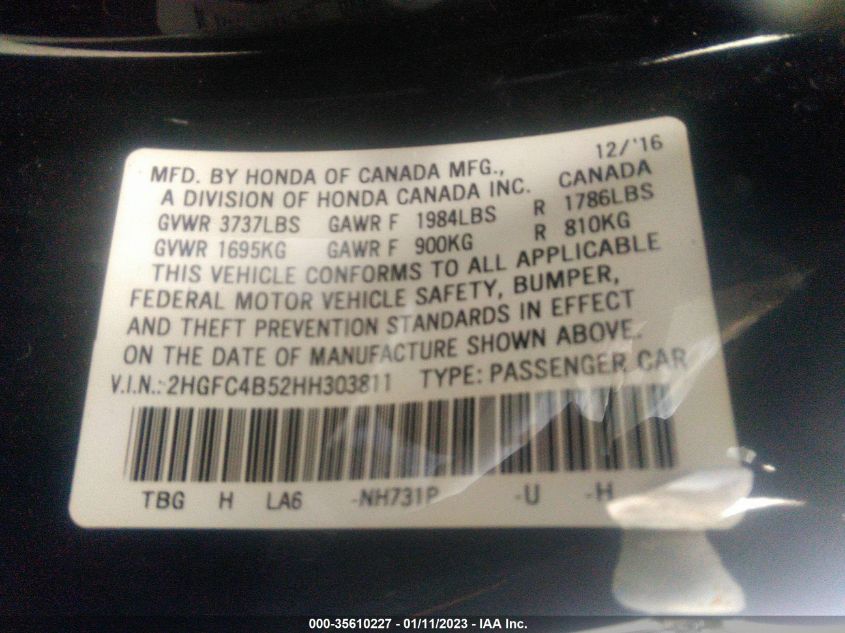 12/'16
MFD. BY HONDA OF CANADA MFG.,
A DIVISION OF HONDA CANADA INC. CANADA
GVWR 3737LBS GAWR F 1984LBS R 1786LBS
GVWR 1695KG GAWR F 900KG R 810KG
THIS VEHICLE CONFORMS TO ALL APPLICABLE
FEDERAL MOTOR VEHICLE SAFETY, BUMPER,
AND THEFT PREVENTION STANDARDS IN EFFECT
ON THE DATE OF MANUFACTURE SHOWN ABOVE.
V.I.N.: 2HGFC4B52HH303811 TYPE: PASSENGER CAR
TBG H LA6 -NH731P -U -H
000-35610227 - 01/11/2023 - IAA Inc.